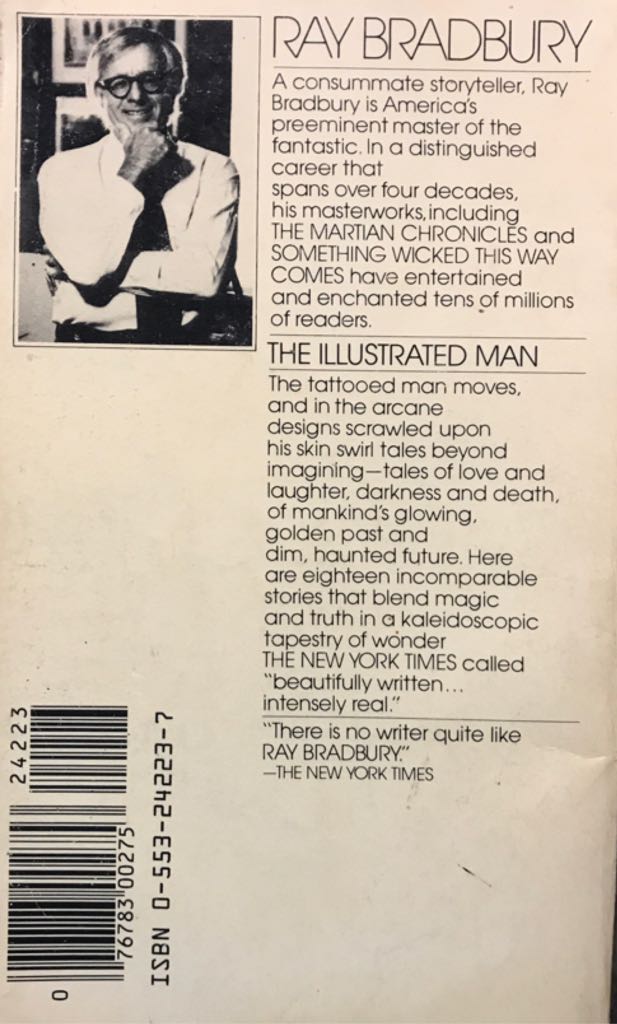 RAY BRADBURY
A consummate storyteller, Ray
Bradbury is America's
preeminent master of the
fantastic. In a distinguished
career that
spans over four decades,
his masterworks, including
THE MARTIAN CHRONICLES and
SOMETHING WICKED THIS WAY
COMES have entertained
and enchanted tens of millions
of readers.
THE ILLUSTRATED MAN
The tattooed man moves,
and in the arcane
designs scrawled upon
his skin swirl tales beyond
imagining—tales of love and
laughter, darkness and death,
of mankind's glowing,
golden past and
dim, haunted future. Here
are eighteen incomparable
stories that blend magic
and truth in a kaleidoscopic
tapestry of wonder
THE NEW YORK TIMES called
"beautifully written...
intensely real."
"There is no writer quite like
RAY BRADBURY."
—THE NEW YORK TIMES
24223
0
76783 00275
ISBN 0-553-24223-7